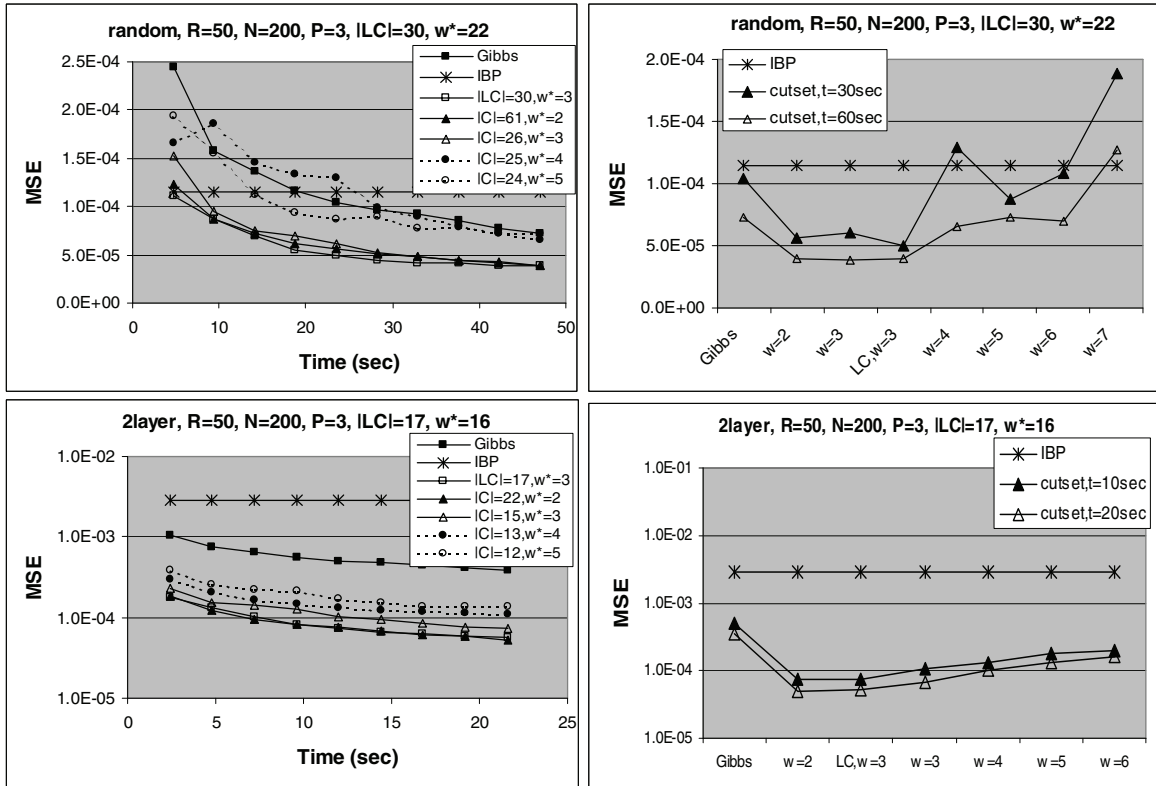 random, R=50, N=200, P=3, |LC|=30, w*=22
Gibbs
IBP
|LC|=30,w*=3
|C|=61,w*=2
|C|=26,w*=3
|C|=25,w*=4
|C|=24,w*=5
2.5E-04
2.0E-04
1.5E-04
1.0E-04
5.0E-05
0.0E+00
MSE
0 10 20 30 40 50
Time (sec)
random, R=50, N=200, P=3, |LC|=30, w*=22
IBP
cutset,t=30sec
cutset,t=60sec
2.0E-04
1.5E-04
1.0E-04
5.0E-05
0.0E+00
MSE
Gibbs w=2 w=3 LC,w=3 w=4 w=5 w=6 w=7
2layer, R=50, N=200, P=3, |LC|=17, w*=16
Gibbs
IBP
|LC|=17,w*=3
|C|=22,w*=2
|C|=15,w*=3
|C|=13,w*=4
|C|=12,w*=5
1.0E-02
1.0E-03
1.0E-04
1.0E-05
MSE
0 5 10 15 20 25
Time (sec)
2layer, R=50, N=200, P=3, |LC|=17, w*=16
IBP
cutset,t=10sec
cutset,t=20sec
1.0E-01
1.0E-02
1.0E-03
1.0E-04
1.0E-05
MSE
Gibbs w=2 LC,w=3 w=3 w=4 w=5 w=6